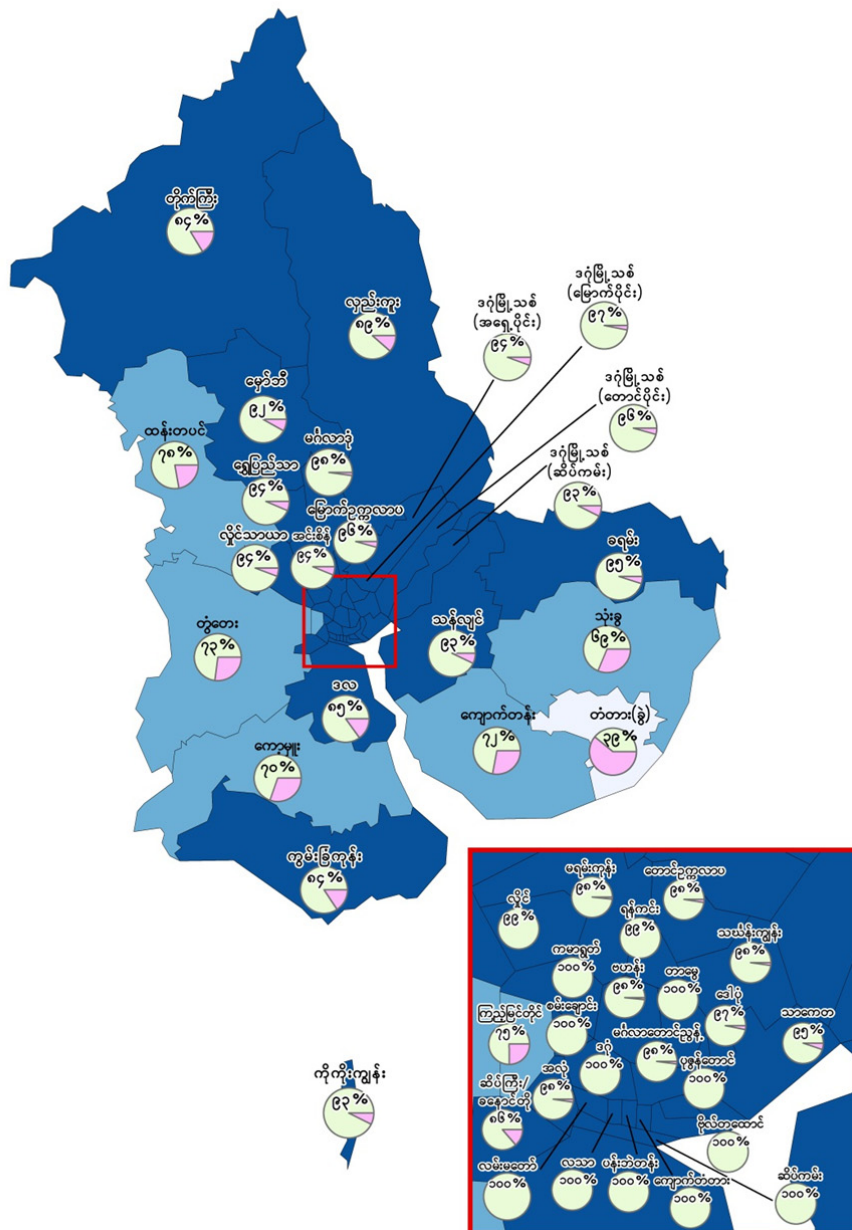 တိုက်ကြီး
၈၄%
လှည်းကူး
၈၉%
ဒဂုံမြို့သစ်
(အရှေ့ပိုင်း)
၉၄%
ဒဂုံမြို့သစ်
(မြောက်ပိုင်း)
၉၇%
ဒဂုံမြို့သစ်
(တောင်ပိုင်း)
၉၆%
ဒဂုံမြို့သစ်
(ဆိပ်ကမ်း)
၉၃%
မှော်ဘီ
၉၂%
ထန်းတပင်
၇၈%
မင်္ဂလာဒုံ
၉၈%
ရွှေပြည်သာ
၉၄%
မြောက်ဥက္ကလာပ
၉၆%
လှိုင်သာယာ
၉၄%
အင်းစိန်
၉၄%
ခရမ်း
၉၅%
သုံးခွ
၆၉%
သန်လျင်
၉၃%
တွံတေး
၇၃%
ဒလ
၈၅%
ကျောက်တန်း
၇၂%
တံတား(ခွဲ)
၃၉%
ကော့မှူး
၇၀%
ကွမ်းခြံကုန်း
၈၄%
ကိုကိုးကျွန်း
၉၃%
မရမ်းကုန်း
၉၈%
တောင်ဥက္ကလာပ
၉၈%
လှိုင်
၉၉%
ရန်ကင်း
၉၉%
သင်္ဃန်းကျွန်း
၉၈%
ကမာရွတ်
၁၀၀%
ဗဟန်း
၉၈%
တာမွေ
၁၀၀%
ဒေါပုံ
၉၇%
သာကေတ
၉၅%
ကြည့်မြင်တိုင်
၇၅%
စမ်းချောင်း
၁၀၀%
မင်္ဂလာတောင်ညွန့်
၉၈%
ဒဂုံ
၁၀၀%
ပုဇွန်တောင်
၁၀၀%
အလုံ
၉၈%
ဆိပ်ကြီး/
ခနောင်တို
၈၆%
ဗိုလ်တထောင်
၁၀၀%
လမ်းမတော်
၁၀၀%
လသာ
၁၀၀%
ပန်းဘဲတန်း
၁၀၀%
ကျောက်တံတား
၁၀၀%
ဆိပ်ကမ်း
၁၀၀%